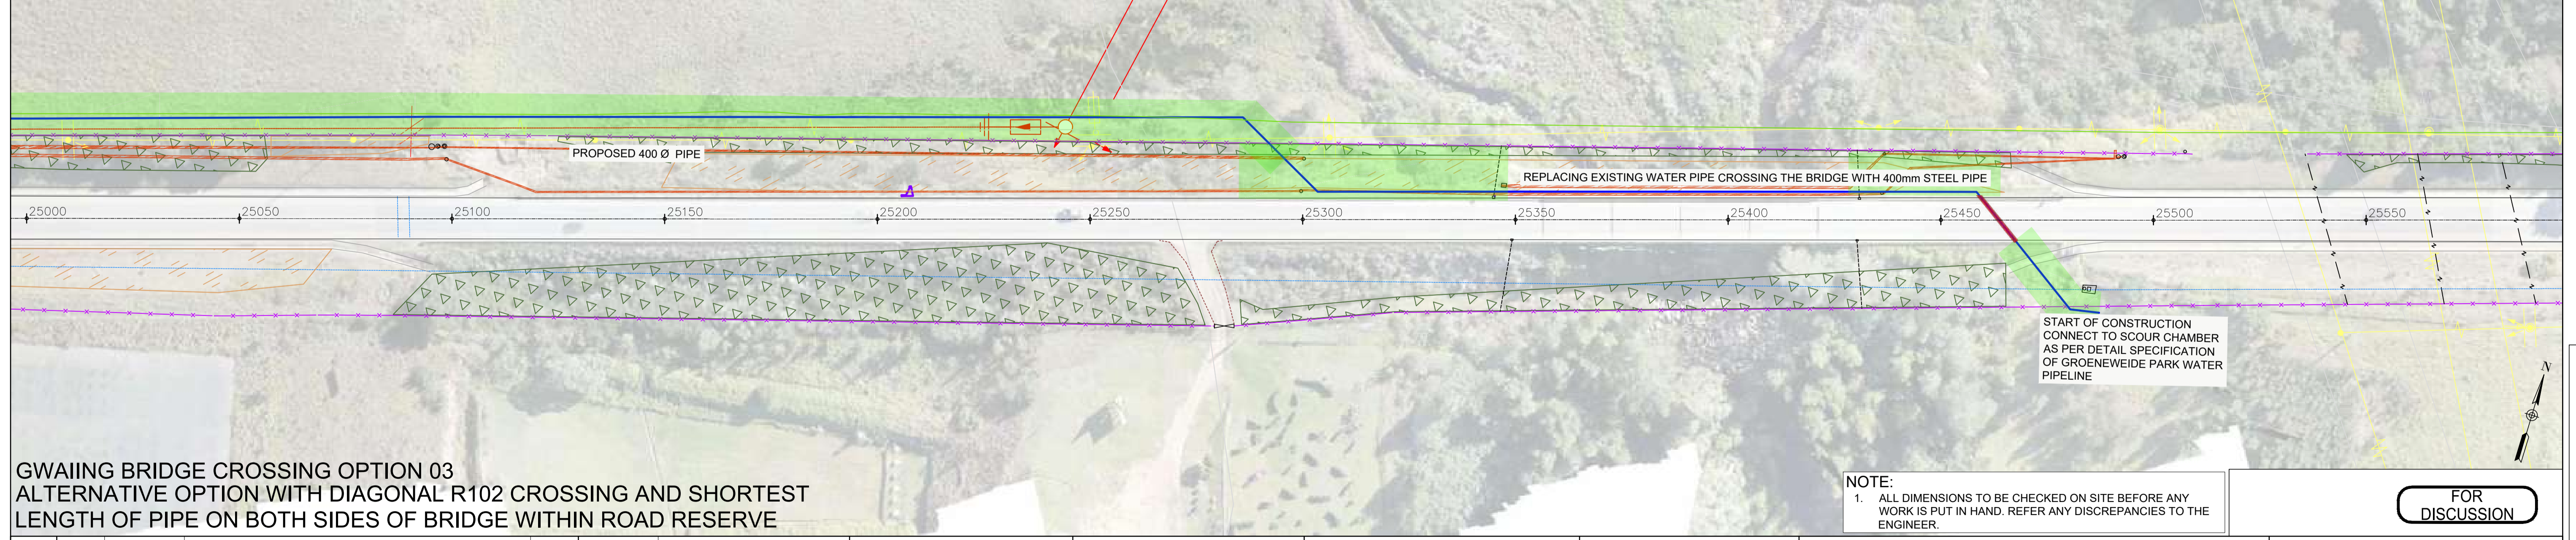 PROPOSED 400 Ø PIPE
REPLACING EXISTING WATER PIPE CROSSING THE BRIDGE WITH 400mm STEEL PIPE
25000
25050
25100
25150
25200
25250
25300
25350
25400
25450
25500
25550
START OF CONSTRUCTION
CONNECT TO SCOUR CHAMBER
AS PER DETAIL SPECIFICATION
OF GROENEWEIDE PARK WATER
PIPELINE
N
GWAIING BRIDGE CROSSING OPTION 03
ALTERNATIVE OPTION WITH DIAGONAL R102 CROSSING AND SHORTEST
LENGTH OF PIPE ON BOTH SIDES OF BRIDGE WITHIN ROAD RESERVE
NOTE:
1. ALL DIMENSIONS TO BE CHECKED ON SITE BEFORE ANY
WORK IS PUT IN HAND. REFER ANY DISCREPANCIES TO THE
ENGINEER.
FOR
DISCUSSION